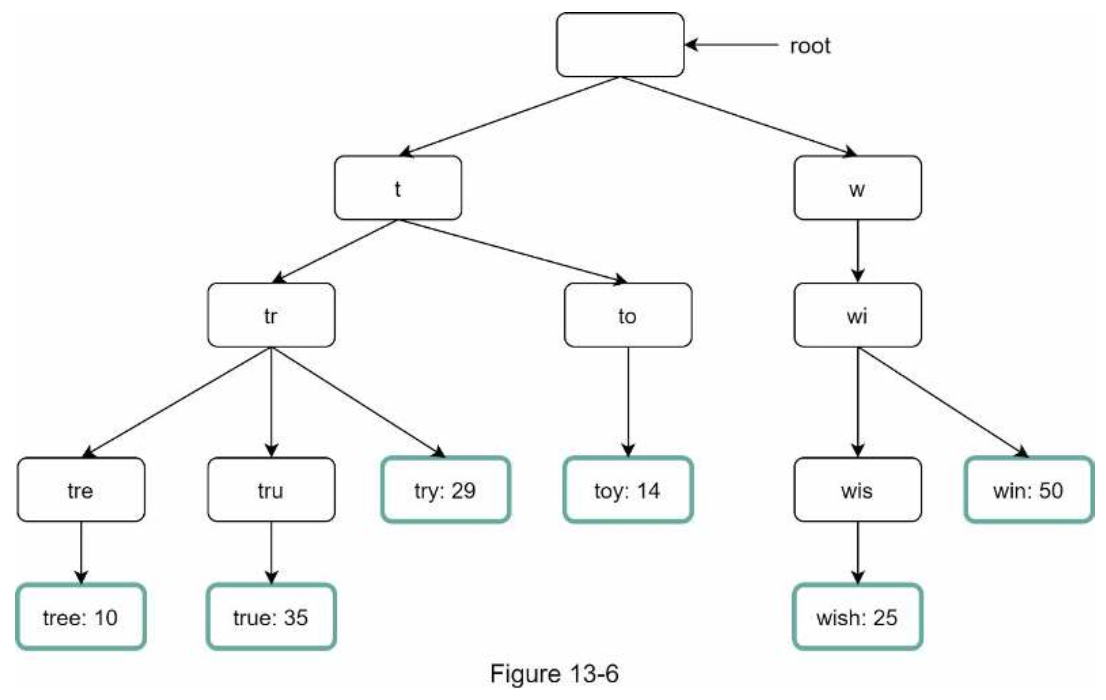 root
t
w
tr
to
wi
tre
tru
try: 29
toy: 14
wis
win: 50
tree: 10
true: 35
wish: 25
Figure 13-6